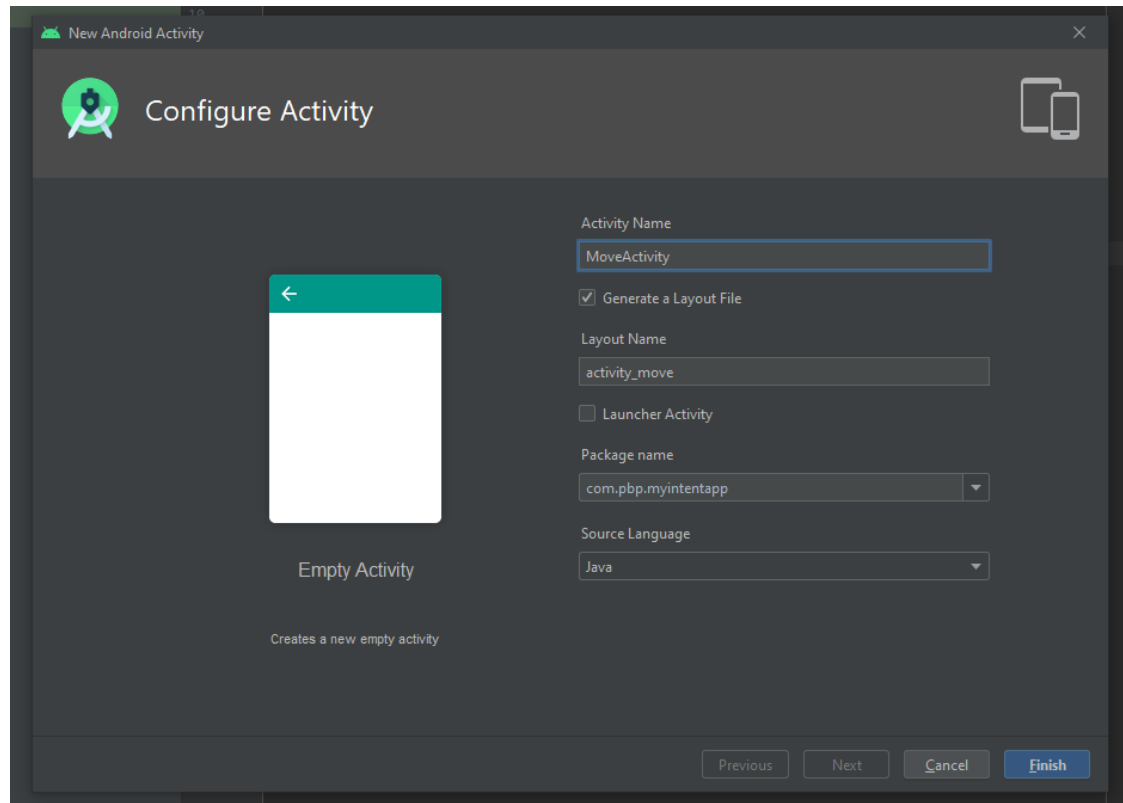 New Android Activity
Configure Activity
Activity Name
MoveActivity
Generate a Layout File
Layout Name
activity_move
Launcher Activity
Package name
com.pbp.myintentapp
Source Language
Java
Empty Activity
Creates a new empty activity
Previous
Next
Cancel
Finish